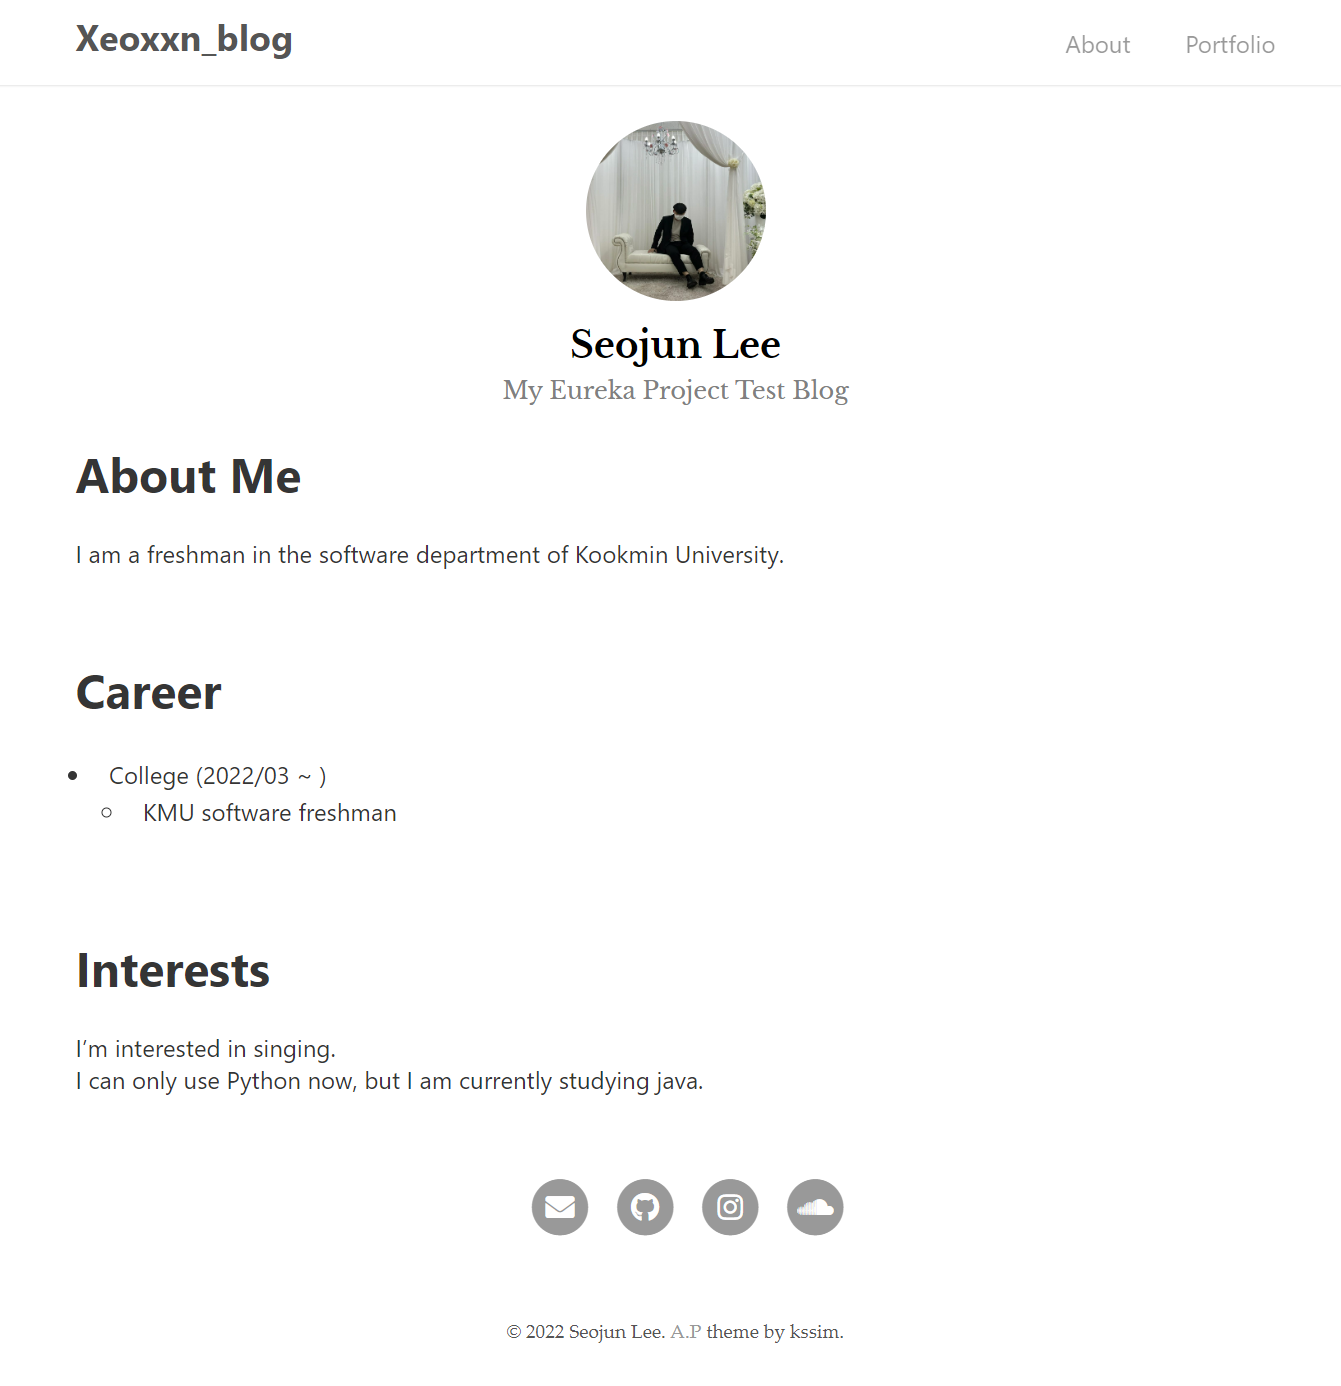 Xeoxxn_blog
About Portfolio
Seojun Lee
My Eureka Project Test Blog
About Me
I am a freshman in the software department of Kookmin University.
Career
College (2022/03 ~ )
KMU software freshman
Interests
I’m interested in singing.
I can only use Python now, but I am currently studying java.
© 2022 Seojun Lee. A.P theme by kssim.